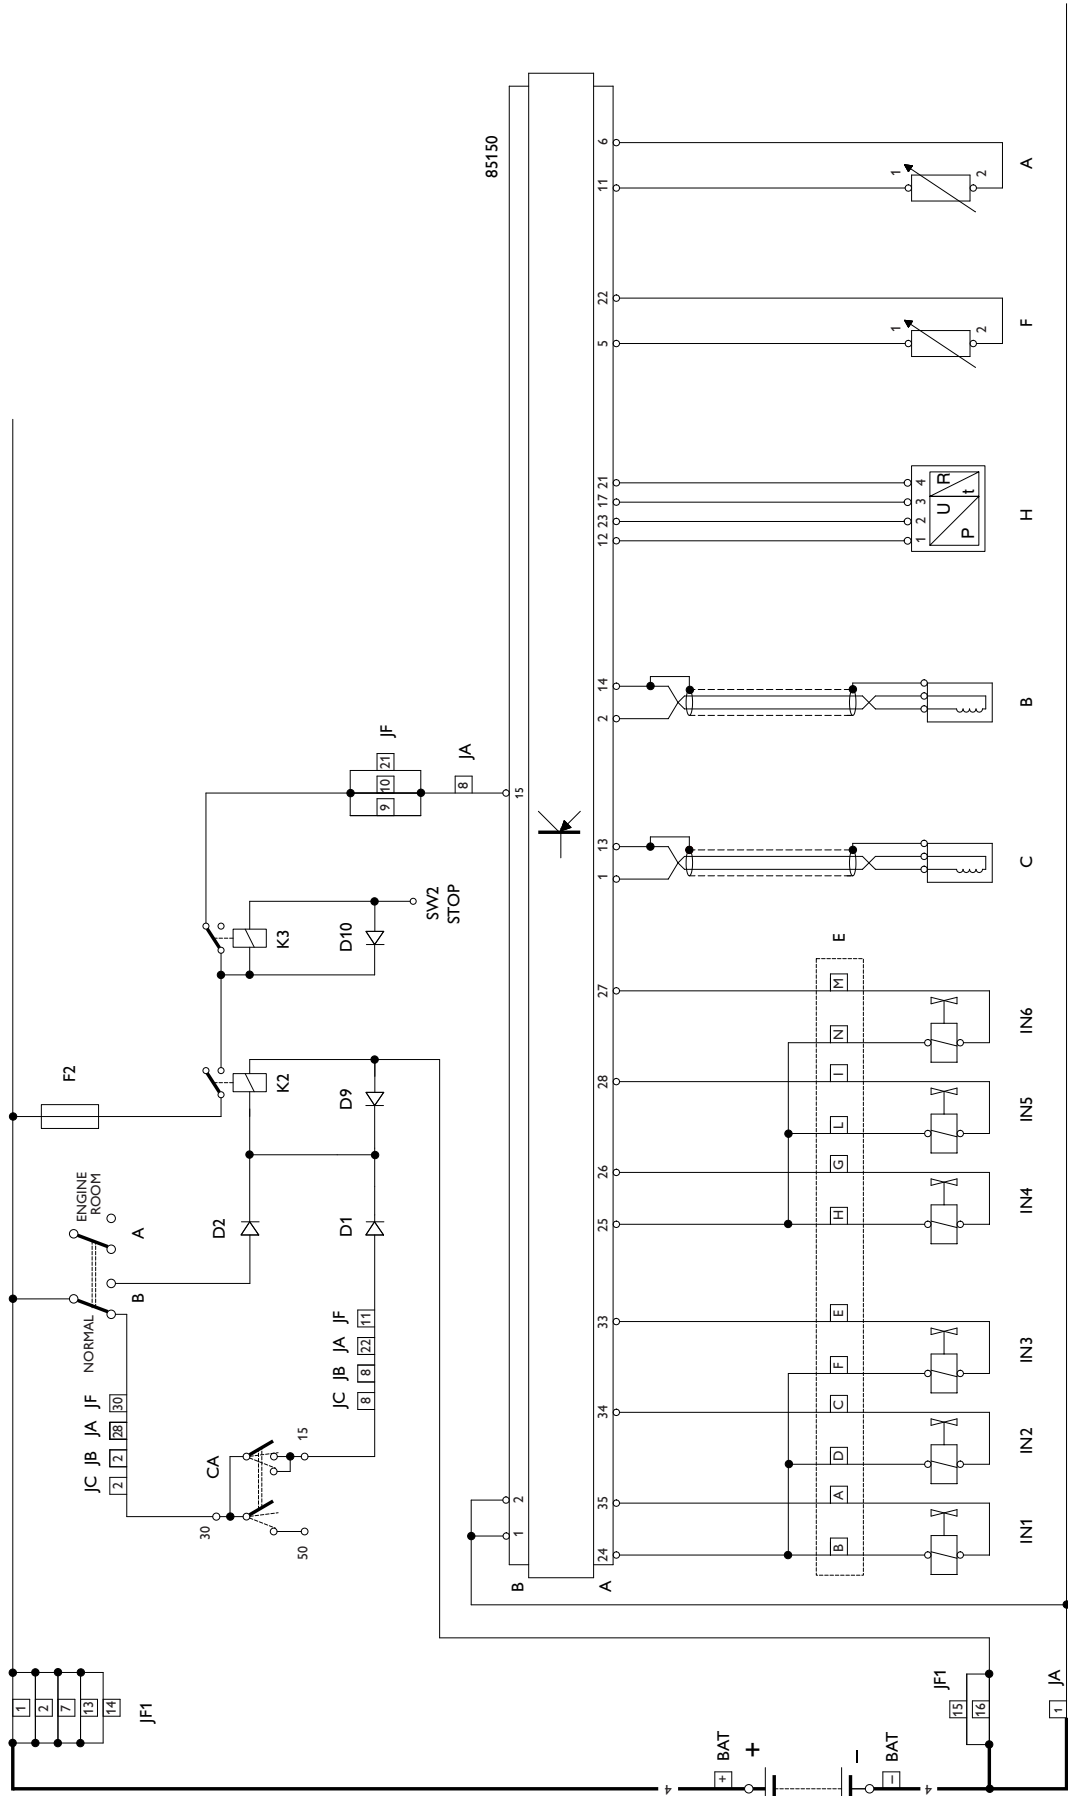 1
2
7
13
14
JF1
NORMAL
ENGINE
ROOM
F2
JC JB JA JF
2 2 28 30
B A
30
CA
15
50
JC JB JA JF
8 8 22 11
D2 K2 K3
D1 D9 D10
SW2
STOP
JF
9 10 21
JA
8
85150
B 1 2 15
A 24 35 34 33 25 26 28 27 1 13 2 14 12 23 17 21 5 22 11 6
4
+ BAT
+
−
− BAT
4
E
B A D C F E H G L I N M
1 2 3 4
P U t R
1 2
1 2
IN1 IN2 IN3 IN4 IN5 IN6 C B H F A
JF1
15
16
JA
1